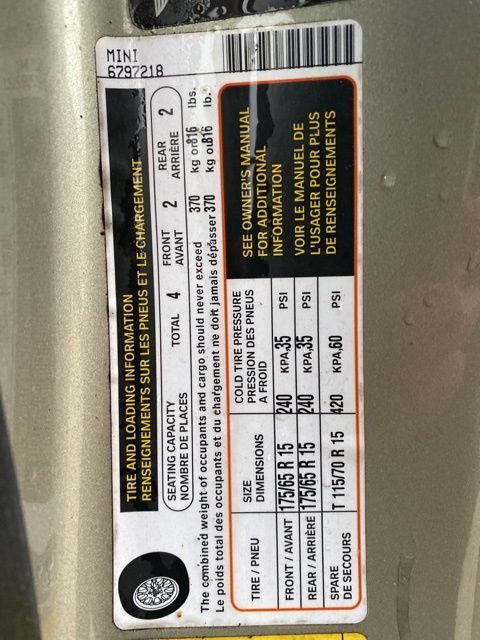 MINI
6797218
TIRE AND LOADING INFORMATION
RENSEIGNEMENTS SUR LES PNEUS ET LE CHARGEMENT
SEATING CAPACITY TOTAL 4 FRONT 2 REAR 2
NOMBRE DE PLACES AVANT ARRIÈRE
The combined weight of occupants and cargo should never exceed 370 kg or 816 lbs.
Le poids total des occupants et du chargement ne doit jamais dépasser 370 kg ou 816 lb.
TIRE / PNEU SIZE DIMENSIONS COLD TIRE PRESSURE PRESSION DES PNEUS A FROID
FRONT / AVANT 175/65 R 15 240 KPA, 35 PSI
REAR / ARRIÈRE 175/65 R 15 240 KPA, 35 PSI
SPARE DE SECOURS T 115/70 R 15 420 KPA, 60 PSI
SEE OWNER'S MANUAL
FOR ADDITIONAL
INFORMATION
VOIR LE MANUEL DE
L'USAGER POUR PLUS
DE RENSEIGNEMENTS